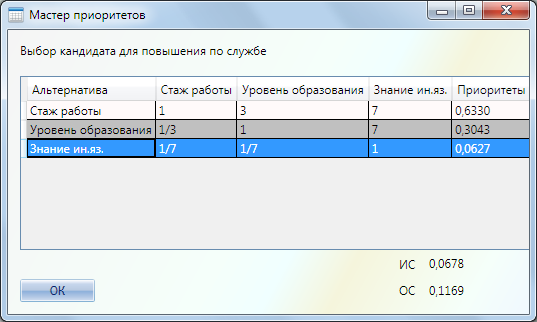 Мастер приоритетов
Выбор кандидата для повышения по службе
Альтернатива Стаж работы Уровень образования Знание ин.яз. Приоритеты
Стаж работы 1 3 7 0,6330
Уровень образования 1/3 1 7 0,3043
Знание ин.яз. 1/7 1/7 1 0,0627
ИС 0,0678
ОС 0,1169
ОК